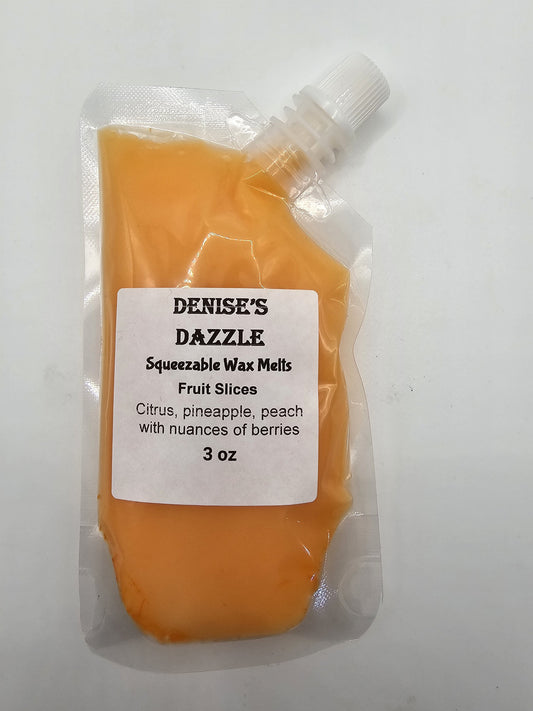 DENISE'S
DAZZLE
Squeezable Wax Melts
Fruit Slices
Citrus, pineapple, peach
with nuances of berries
3 oz